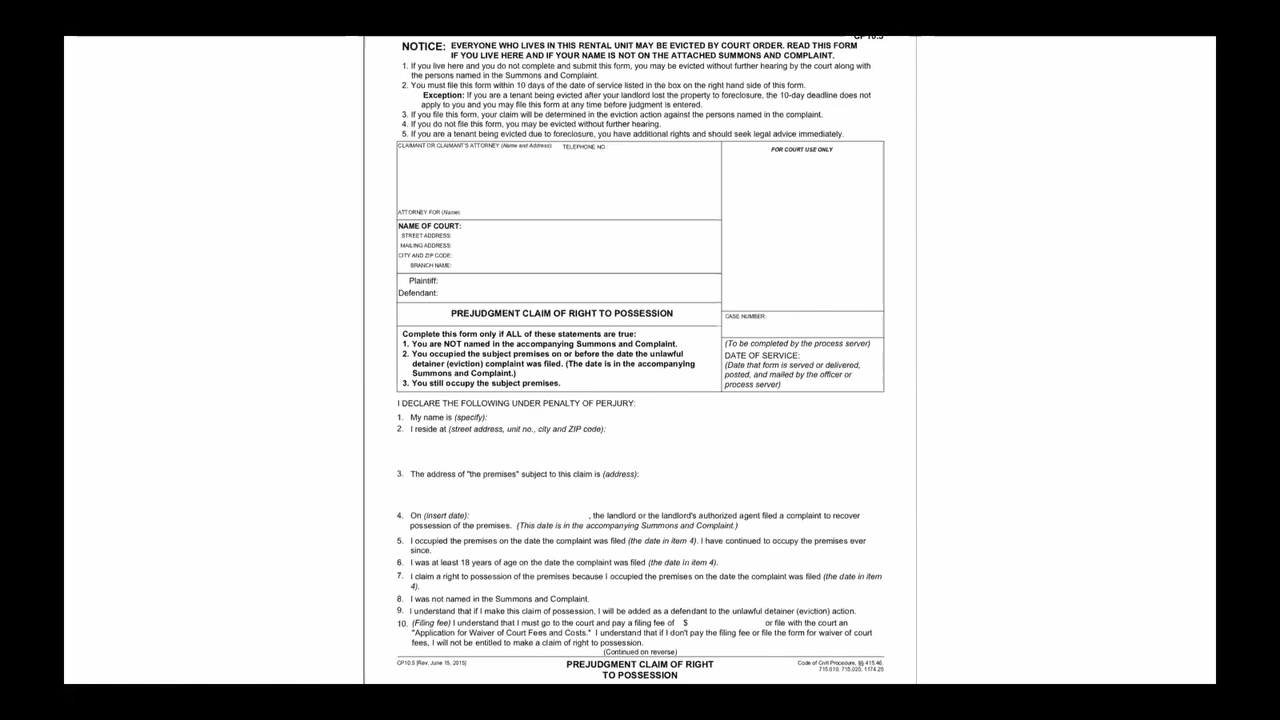 CP10.5
NOTICE: EVERYONE WHO LIVES IN THIS RENTAL UNIT MAY BE EVICTED BY COURT ORDER. READ THIS FORM
IF YOU LIVE HERE AND IF YOUR NAME IS NOT ON THE ATTACHED SUMMONS AND COMPLAINT.
1. If you live here and you do not complete and submit this form, you may be evicted without further hearing by the court along with
the persons named in the Summons and Complaint.
2. You must file this form within 10 days of the date of service listed in the box on the right hand side of this form.
Exception: If you are a tenant being evicted after your landlord lost the property to foreclosure, the 10-day deadline does not
apply to you and you may file this form at any time before judgment is entered.
3. If you file this form, your claim will be determined in the eviction action against the persons named in the complaint.
4. If you do not file this form, you may be evicted without further hearing.
5. If you are a tenant being evicted due to foreclosure, you have additional rights and should seek legal advice immediately.
CLAIMANT OR CLAIMANT'S ATTORNEY (Name and Address) TELEPHONE NO.:
FOR COURT USE ONLY
ATTORNEY FOR (Name):
NAME OF COURT:
STREET ADDRESS:
MAILING ADDRESS:
CITY AND ZIP CODE:
BRANCH NAME:
Plaintiff:
Defendant:
PREJUDGMENT CLAIM OF RIGHT TO POSSESSION
CASE NUMBER:
Complete this form only if ALL of these statements are true:
1. You are NOT named in the accompanying Summons and Complaint.
2. You occupied the subject premises on or before the date the unlawful
detainer (eviction) complaint was filed. (The date is in the accompanying
Summons and Complaint.)
3. You still occupy the subject premises.
(To be completed by the process server)
DATE OF SERVICE:
(Date that form is served or delivered,
posted, and mailed by the officer or
process server)
I DECLARE THE FOLLOWING UNDER PENALTY OF PERJURY:
1. My name is (specify):
2. I reside at (street address, unit no., city and ZIP code):
3. The address of "the premises" subject to this claim is (address):
4. On (insert date): , the landlord or the landlord's authorized agent filed a complaint to recover
possession of the premises. (This date is in the accompanying Summons and Complaint.)
5. I occupied the premises on the date the complaint was filed (the date in item 4). I have continued to occupy the premises ever
since.
6. I was at least 18 years of age on the date the complaint was filed (the date in item 4).
7. I claim a right to possession of the premises because I occupied the premises on the date the complaint was filed (the date in item
4).
8. I was not named in the Summons and Complaint.
9. I understand that if I make this claim of possession, I will be added as a defendant to the unlawful detainer (eviction) action.
10. (Filing fee) I understand that I must go to the court and pay a filing fee of $ or file with the court an
"Application for Waiver of Court Fees and Costs." I understand that if I don't pay the filing fee or file the form for waiver of court
fees, I will not be entitled to make a claim of right to possession.
(Continued on reverse)
CP10.5 [Rev. June 15, 2015]
PREJUDGMENT CLAIM OF RIGHT
TO POSSESSION
Code of Civil Procedure, §§ 415.46,
715.010, 715.020, 1174.25